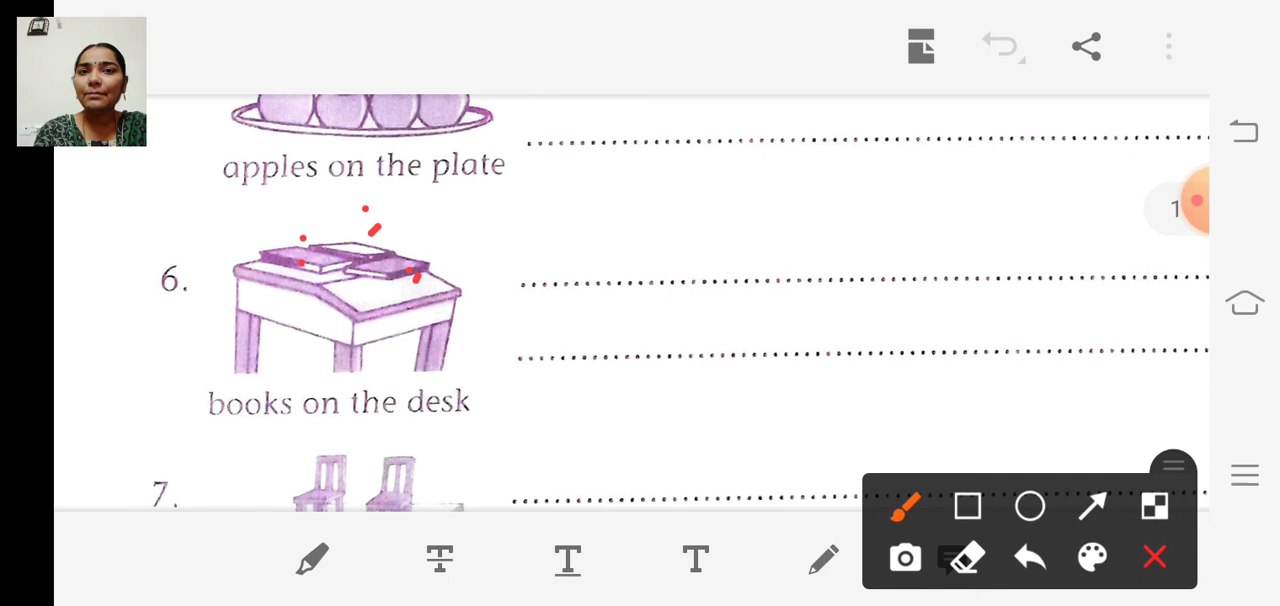 apples on the plate
1
6.
books on the desk
7.